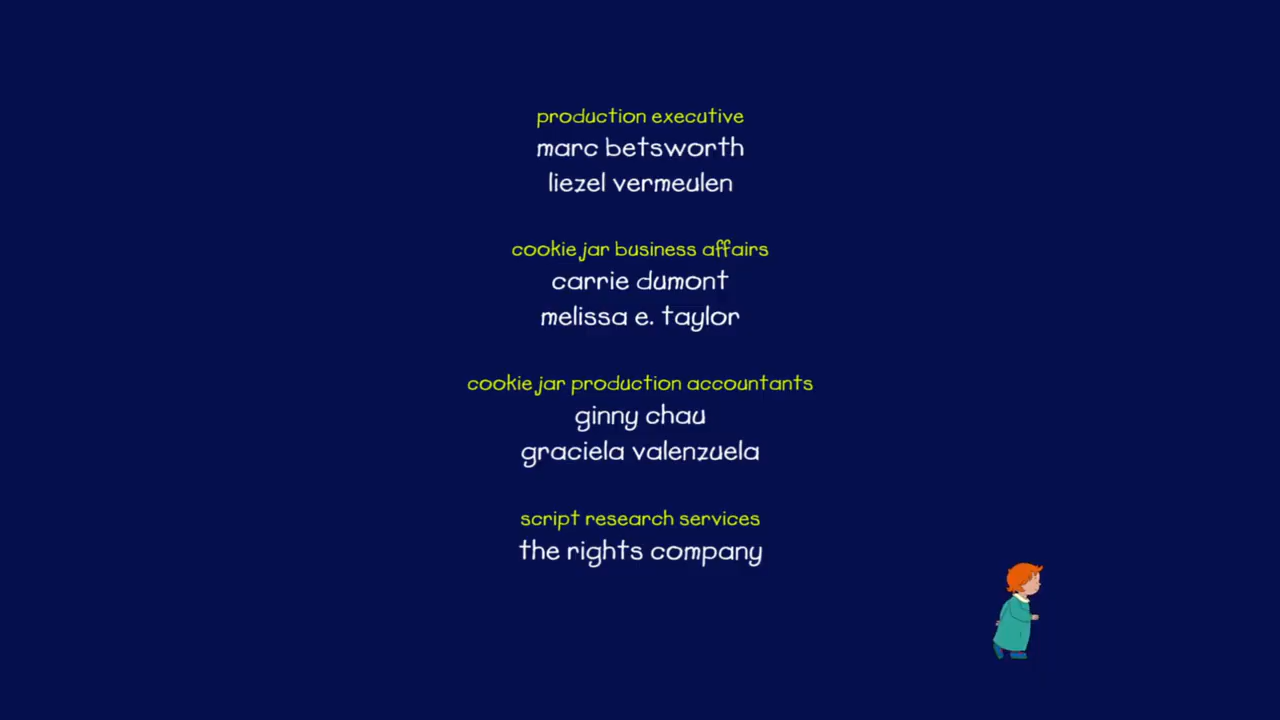 production executive
marc betsworth
liezel vermeulen
cookie jar business affairs
carrie dumont
melissa e. taylor
cookie jar production accountants
ginny chau
graciela valenzuela
script research services
the rights company